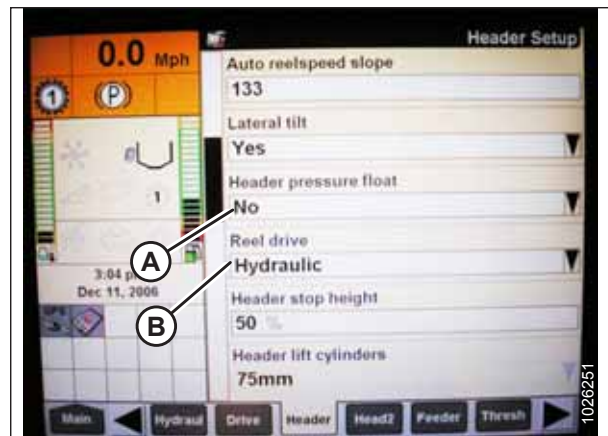 Header Setup
0.0 Mph
1
(P)
1
3:04 p
Dec 11, 2006
GPS
Auto reelspeed slope
133
Lateral tilt
Yes
Header pressure float
No
Reel drive
Hydraulic
Header stop height
50 %
Header lift cylinders
75mm
A
B
Main
Hydraul
Drive
Header
Head2
Feeder
Thresh
1026251